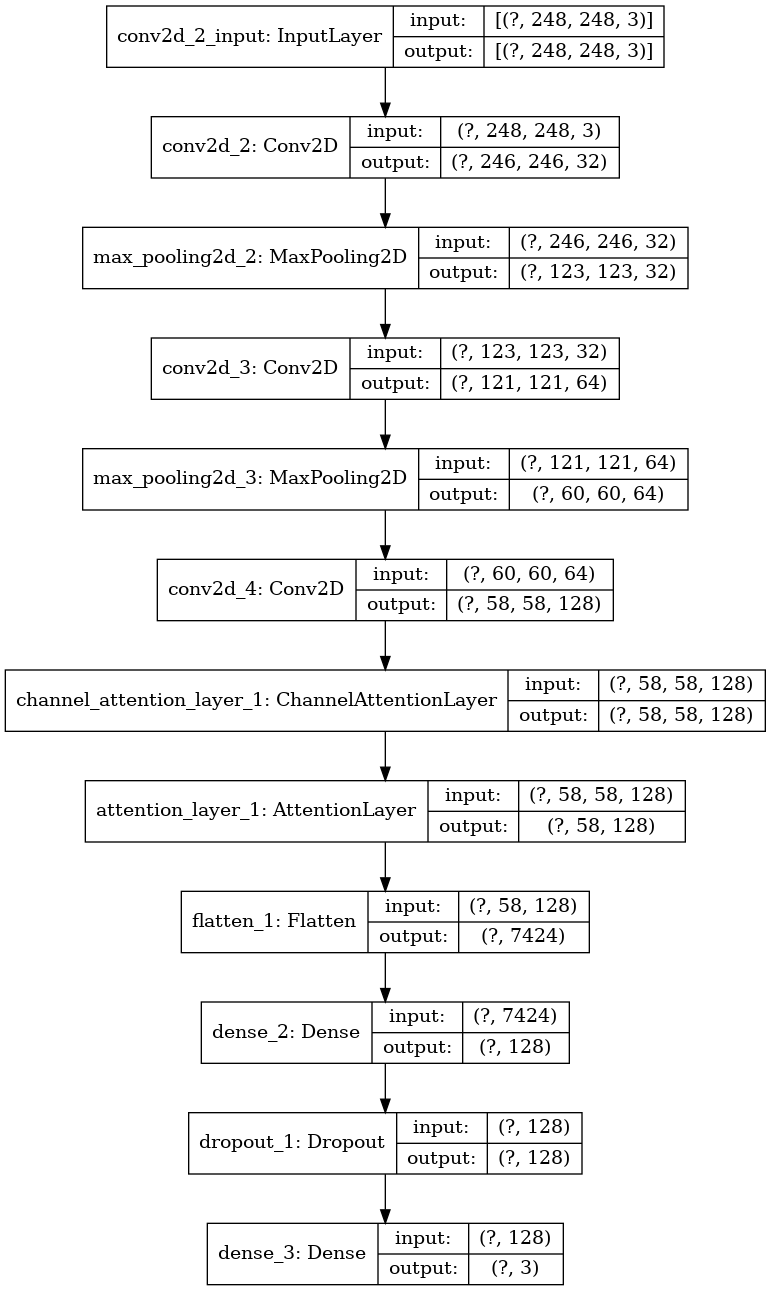 conv2d_2_input: InputLayer input: [(?, 248, 248, 3)]
output: [(?, 248, 248, 3)]
conv2d_2: Conv2D input: (?, 248, 248, 3)
output: (?, 246, 246, 32)
max_pooling2d_2: MaxPooling2D input: (?, 246, 246, 32)
output: (?, 123, 123, 32)
conv2d_3: Conv2D input: (?, 123, 123, 32)
output: (?, 121, 121, 64)
max_pooling2d_3: MaxPooling2D input: (?, 121, 121, 64)
output: (?, 60, 60, 64)
conv2d_4: Conv2D input: (?, 60, 60, 64)
output: (?, 58, 58, 128)
channel_attention_layer_1: ChannelAttentionLayer input: (?, 58, 58, 128)
output: (?, 58, 58, 128)
attention_layer_1: AttentionLayer input: (?, 58, 58, 128)
output: (?, 58, 128)
flatten_1: Flatten input: (?, 58, 128)
output: (?, 7424)
dense_2: Dense input: (?, 7424)
output: (?, 128)
dropout_1: Dropout input: (?, 128)
output: (?, 128)
dense_3: Dense input: (?, 128)
output: (?, 3)